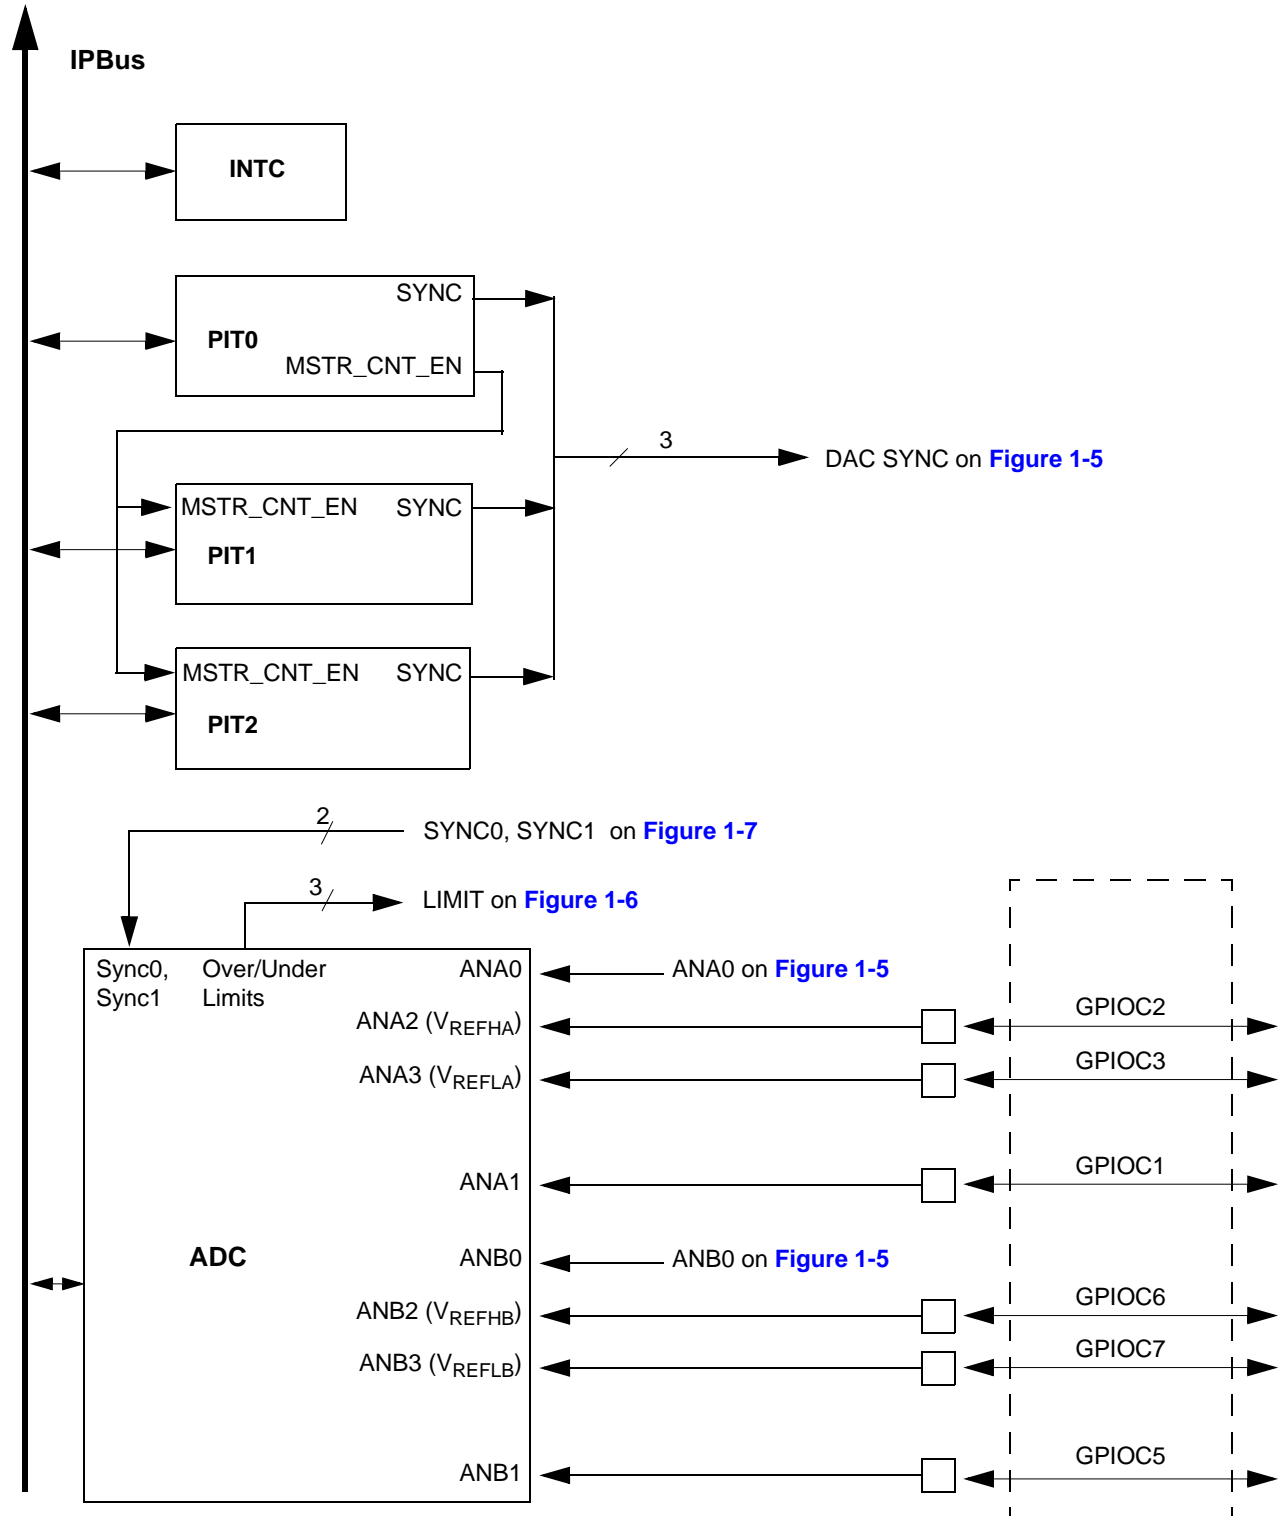 IPBus
INTC
SYNC
PIT0
MSTR_CNT_EN
3
DAC SYNC on Figure 1-5
MSTR_CNT_EN SYNC
PIT1
MSTR_CNT_EN SYNC
PIT2
2
SYNC0, SYNC1 on Figure 1-7
3
LIMIT on Figure 1-6
Sync0, Over/Under ANA0 ANA0 on Figure 1-5
Sync1 Limits
ANA2 (VREFHA) GPIOC2
ANA3 (VREFLA) GPIOC3
ANA1 GPIOC1
ADC ANB0 ANB0 on Figure 1-5
ANB2 (VREFHB) GPIOC6
ANB3 (VREFLB) GPIOC7
ANB1 GPIOC5